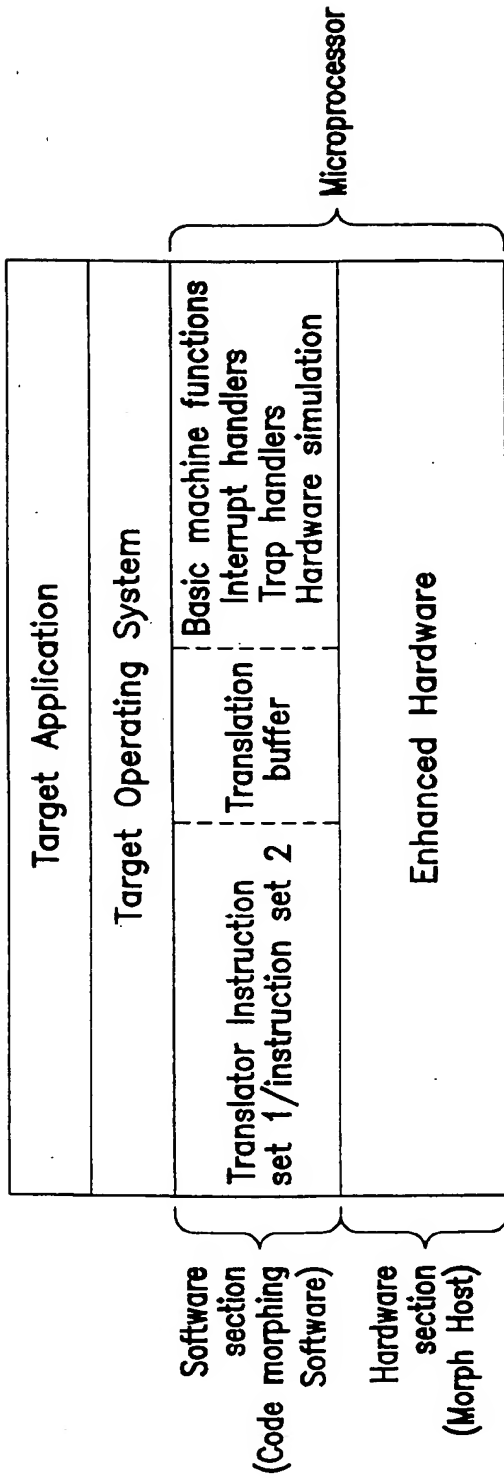 Target Application
Target Operating System
Software
section
(Code morphing
Software)
Translator Instruction
set 1/instruction set 2
Translation
buffer
Basic machine functions
Interrupt handlers
Trap handlers
Hardware simulation
Microprocessor
Hardware
section
(Morph Host)
Enhanced Hardware